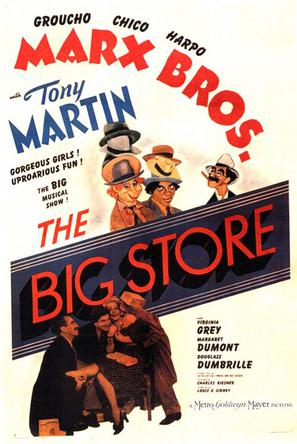 GROUCHO CHICO HARPO
MARX BROS.
with Tony
MARTIN
GORGEOUS GIRLS!
UPROARIOUS FUN!
THE BIG
MUSICAL
SHOW!
THE
BIG STORE
VIRGINIA
GREY
MARGARET
DUMONT
DOUGLASS
DUMBRILLE
CHARLES RIESNER
LOUIS K. SIDNEY
A Metro-Goldwyn-Mayer PICTURE